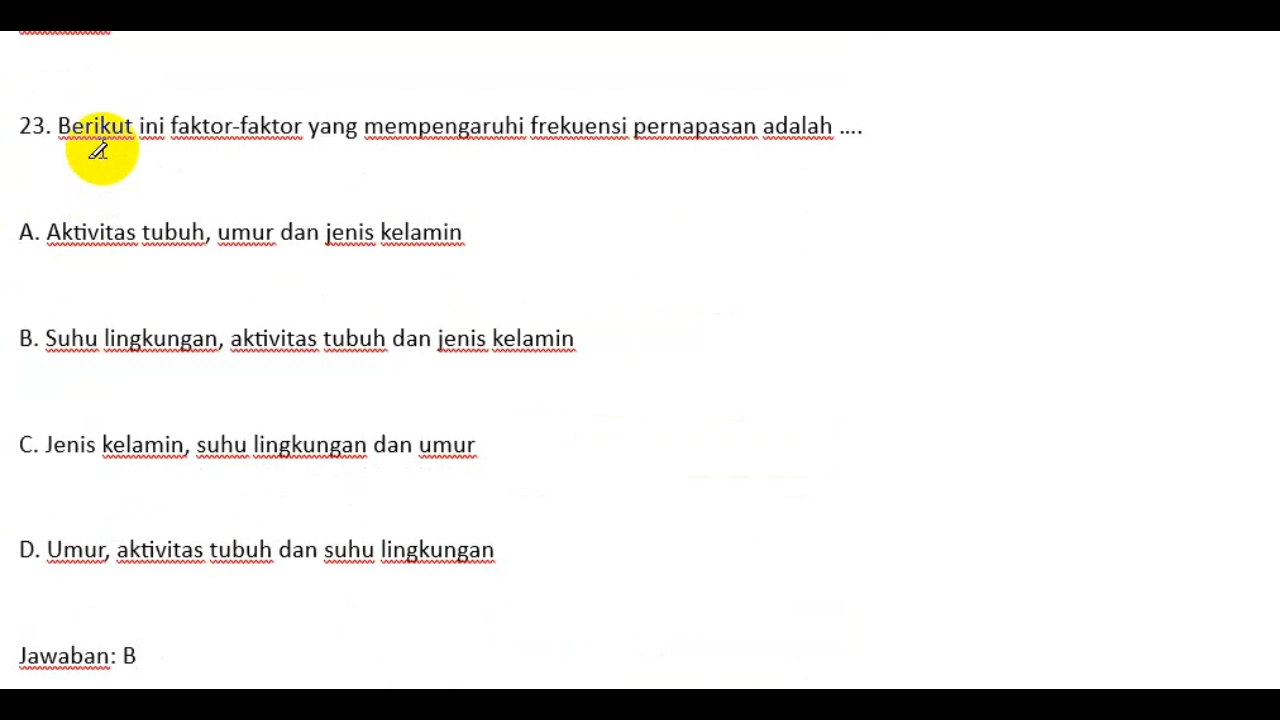 23. Berikut ini faktor-faktor yang mempengaruhi frekuensi pernapasan adalah ....
A. Aktivitas tubuh, umur dan jenis kelamin
B. Suhu lingkungan, aktivitas tubuh dan jenis kelamin
C. Jenis kelamin, suhu lingkungan dan umur
D. Umur, aktivitas tubuh dan suhu lingkungan
Jawaban: B